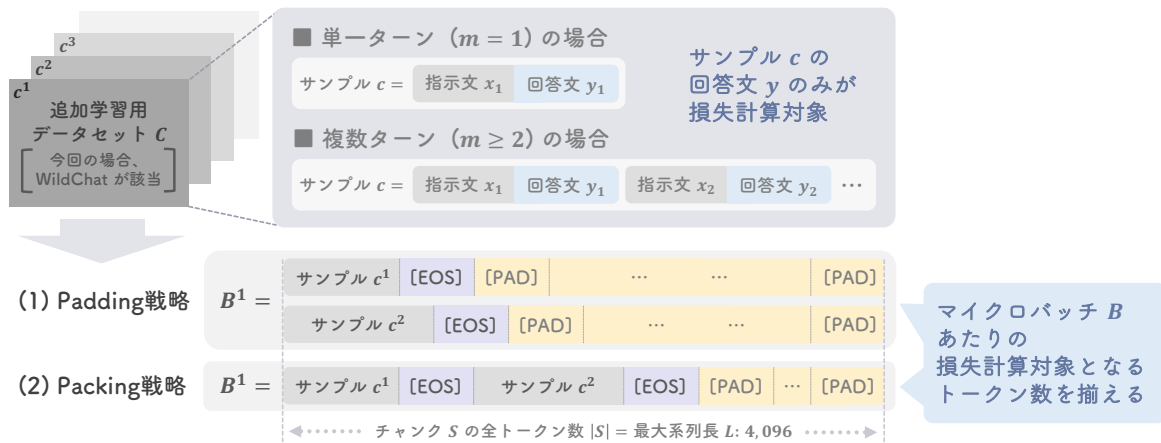 c³
c²
c¹
追加学習用
データセット C
今回の場合、
WildChat が該当
■ 単一ターン（m = 1）の場合
サンプル c = 指示文 x₁ 回答文 y₁
■ 複数ターン（m ≥ 2）の場合
サンプル c = 指示文 x₁ 回答文 y₁ 指示文 x₂ 回答文 y₂ …
サンプル c の
回答文 y のみが
損失計算対象
(1) Padding戦略
B¹ =
サンプル c¹ [EOS] [PAD] … … [PAD]
サンプル c² [EOS] [PAD] … … [PAD]
(2) Packing戦略
B¹ =
サンプル c¹ [EOS] サンプル c² [EOS] [PAD] … [PAD]
チャンク S の全トークン数 |S| = 最大系列長 L: 4,096
マイクロバッチ B
あたりの
損失計算対象となる
トークン数を揃える